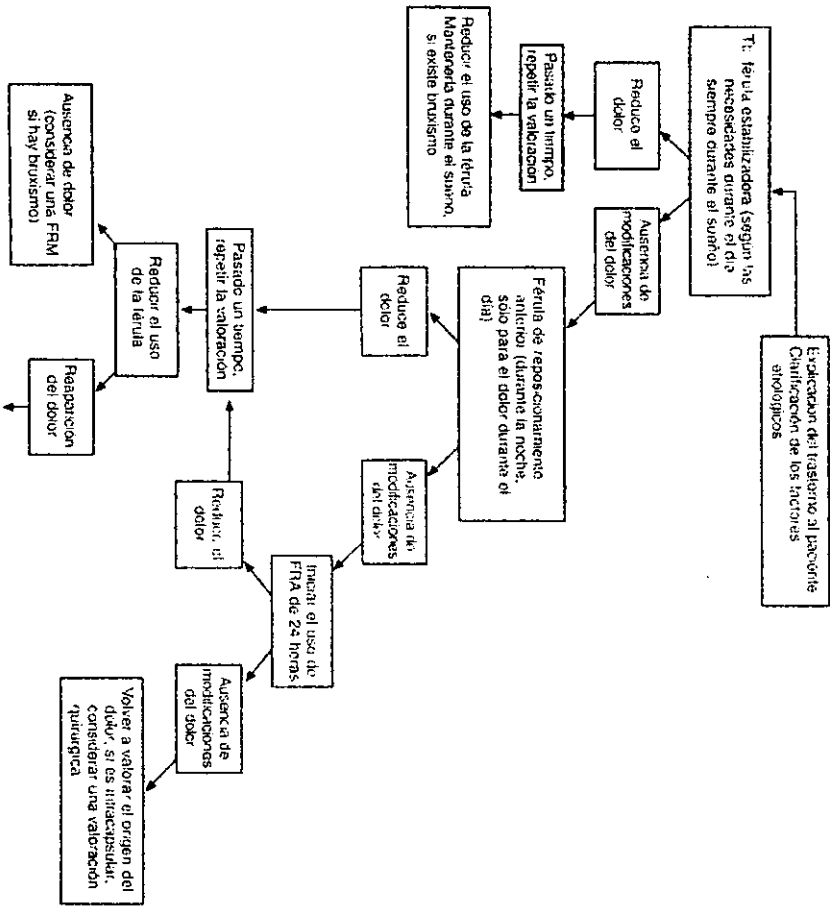 Explicación del trastorno al paciente
Clarificación de los factores
etiológicos
Tt: férula estabilizadora (según las
necesidades durante el día
siempre durante el sueño)
Reduce el
dolor
Ausencia de
modificaciones
del dolor
Pasado un tiempo,
repetir la valoración
Reducir el uso de la férula
Mantenerla durante el sueño,
si existe bruxismo
Férula de reposicionamiento
anterior (durante la noche,
sólo para el dolor durante el
día)
Reduce el
dolor
Ausencia de
modificaciones
del dolor
Pasado un tiempo,
repetir la valoración
Reducir el uso
de la férula
Ausencia de dolor
(considerar una FRM
si hay bruxismo)
Reaparición
del dolor
Iniciar el uso de
FRA de 24 horas
Reducir, el
dolor
Ausencia de
modificaciones
del dolor
Volver a valorar el origen del
dolor, si es intracapsular,
considerar una valoración
quirúrgica